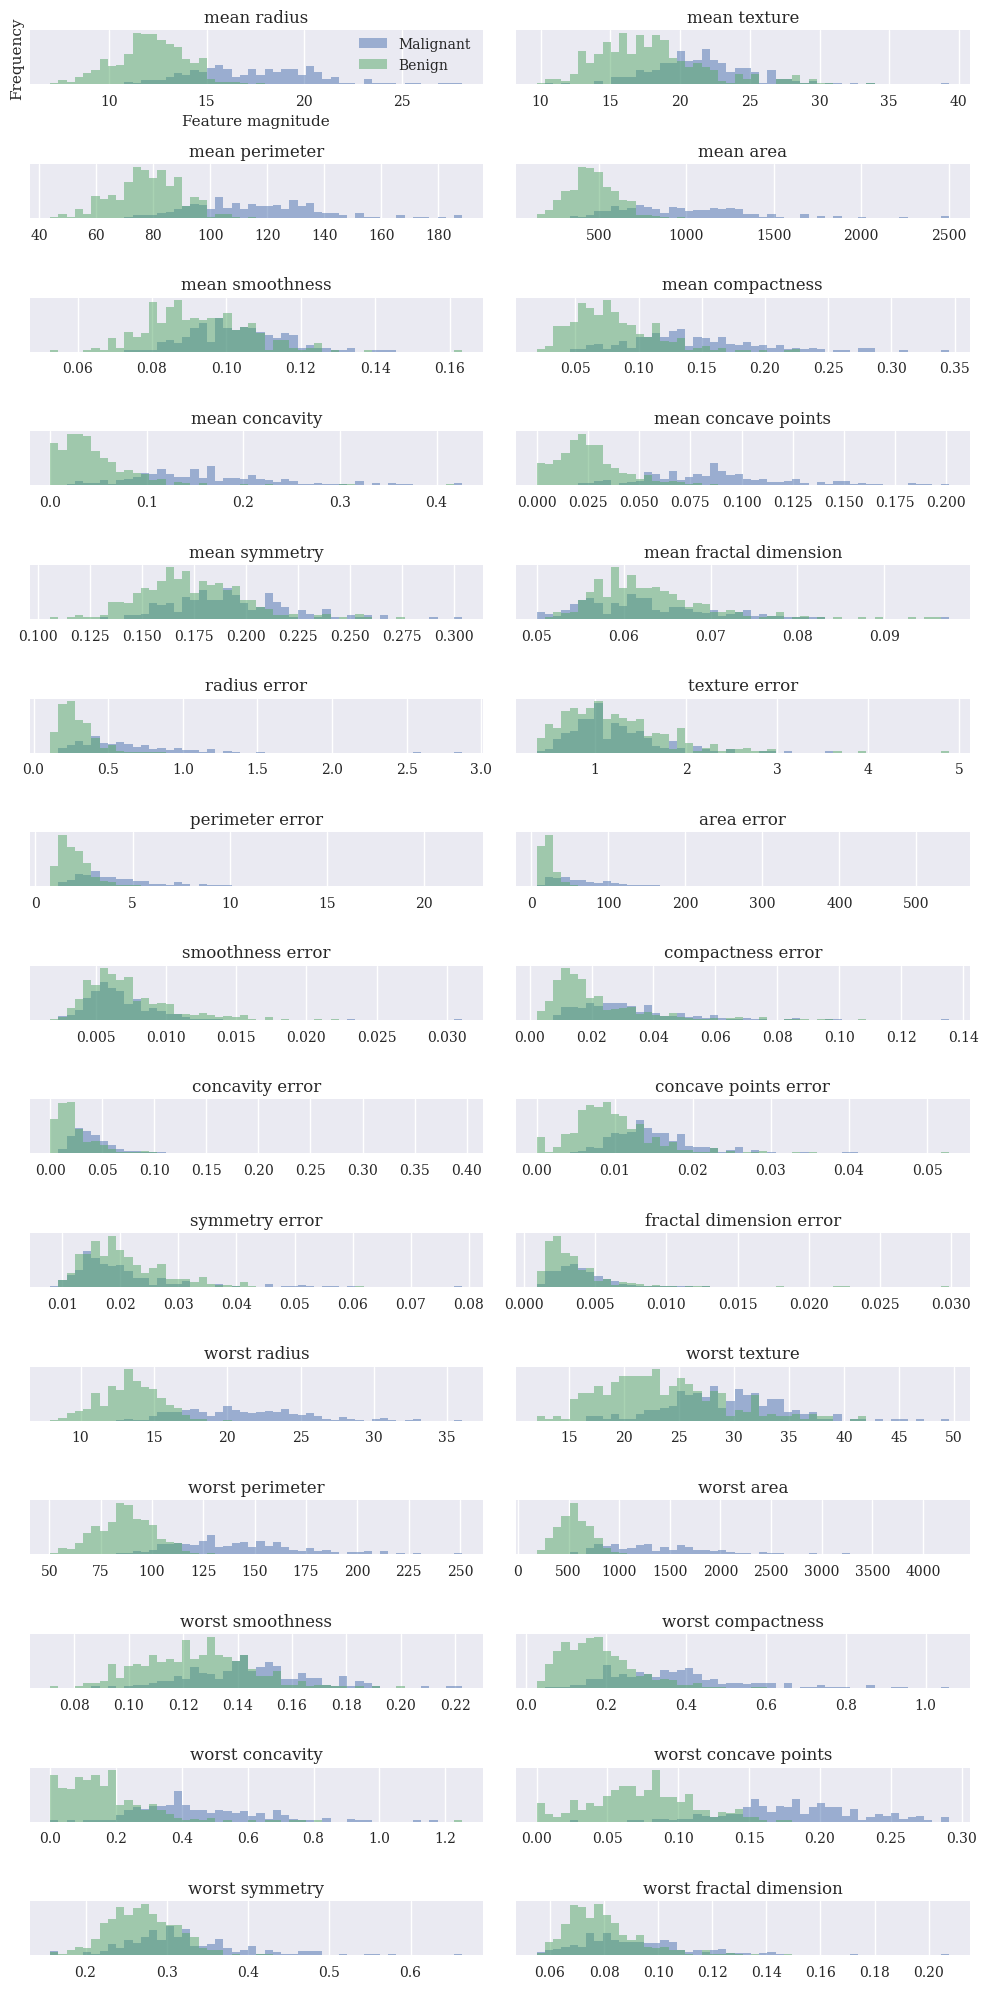 mean radius
mean texture
Frequency
Malignant
Benign
10 15 20 25
10 15 20 25 30 35 40
Feature magnitude
mean perimeter
mean area
40 60 80 100 120 140 160 180
500 1000 1500 2000 2500
mean smoothness
mean compactness
0.06 0.08 0.10 0.12 0.14 0.16
0.05 0.10 0.15 0.20 0.25 0.30 0.35
mean concavity
mean concave points
0.0 0.1 0.2 0.3 0.4
0.000 0.025 0.050 0.075 0.100 0.125 0.150 0.175 0.200
mean symmetry
mean fractal dimension
0.100 0.125 0.150 0.175 0.200 0.225 0.250 0.275 0.300
0.05 0.06 0.07 0.08 0.09
radius error
texture error
0.0 0.5 1.0 1.5 2.0 2.5 3.0
1 2 3 4 5
perimeter error
area error
0 5 10 15 20
0 100 200 300 400 500
smoothness error
compactness error
0.005 0.010 0.015 0.020 0.025 0.030
0.00 0.02 0.04 0.06 0.08 0.10 0.12 0.14
concavity error
concave points error
0.00 0.05 0.10 0.15 0.20 0.25 0.30 0.35 0.40
0.00 0.01 0.02 0.03 0.04 0.05
symmetry error
fractal dimension error
0.01 0.02 0.03 0.04 0.05 0.06 0.07 0.08
0.000 0.005 0.010 0.015 0.020 0.025 0.030
worst radius
worst texture
10 15 20 25 30 35
15 20 25 30 35 40 45 50
worst perimeter
worst area
50 75 100 125 150 175 200 225 250
0 500 1000 1500 2000 2500 3000 3500 4000
worst smoothness
worst compactness
0.08 0.10 0.12 0.14 0.16 0.18 0.20 0.22
0.0 0.2 0.4 0.6 0.8 1.0
worst concavity
worst concave points
0.0 0.2 0.4 0.6 0.8 1.0 1.2
0.00 0.05 0.10 0.15 0.20 0.25 0.30
worst symmetry
worst fractal dimension
0.2 0.3 0.4 0.5 0.6
0.06 0.08 0.10 0.12 0.14 0.16 0.18 0.20